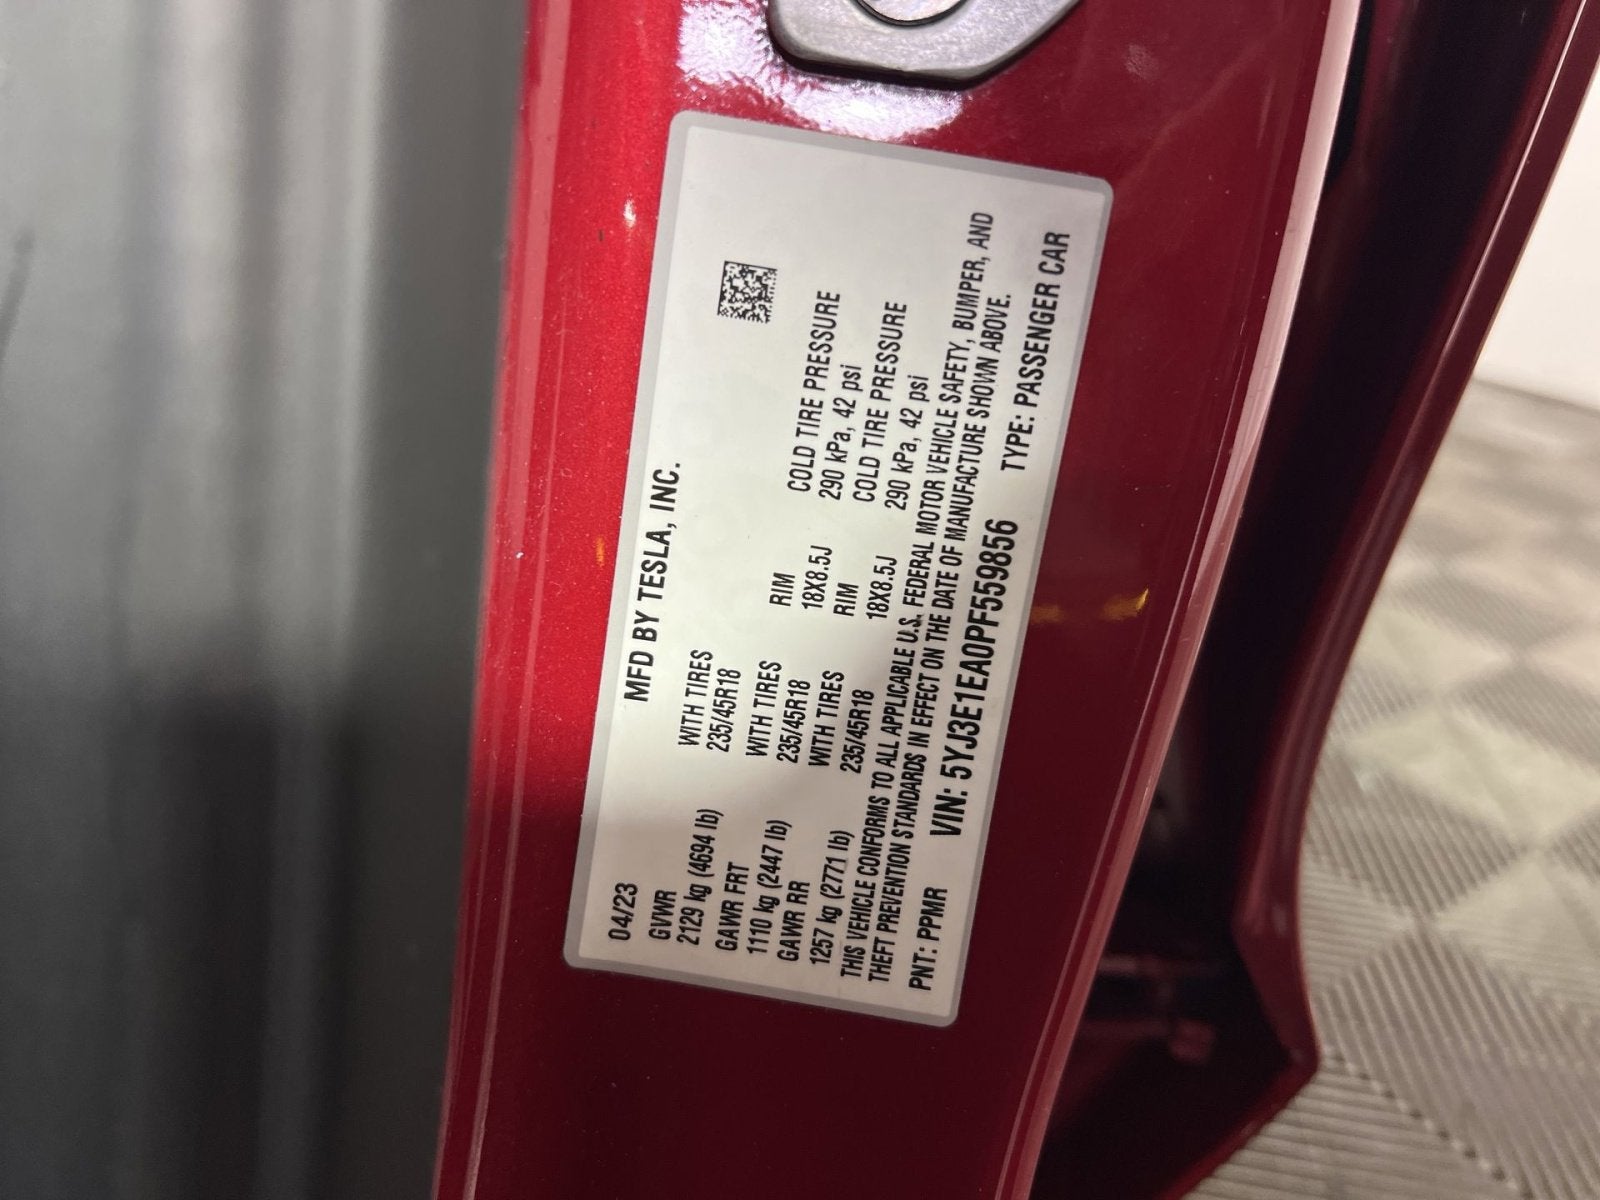 MFD BY TESLA, INC.
04/23
GVWR
2129 kg (4694 lb)
WITH TIRES
235/45R18
GAWR FRT
1110 kg (2447 lb)
WITH TIRES
235/45R18
RIM
18X8.5J
COLD TIRE PRESSURE
290 kPa, 42 psi
GAWR RR
1257 kg (2771 lb)
WITH TIRES
235/45R18
RIM
18X8.5J
COLD TIRE PRESSURE
290 kPa, 42 psi
THIS VEHICLE CONFORMS TO ALL APPLICABLE U.S. FEDERAL MOTOR VEHICLE SAFETY, BUMPER, AND
THEFT PREVENTION STANDARDS IN EFFECT ON THE DATE OF MANUFACTURE SHOWN ABOVE.
PNT: PPMR VIN: 5YJ3E1EA0PF559856 TYPE: PASSENGER CAR